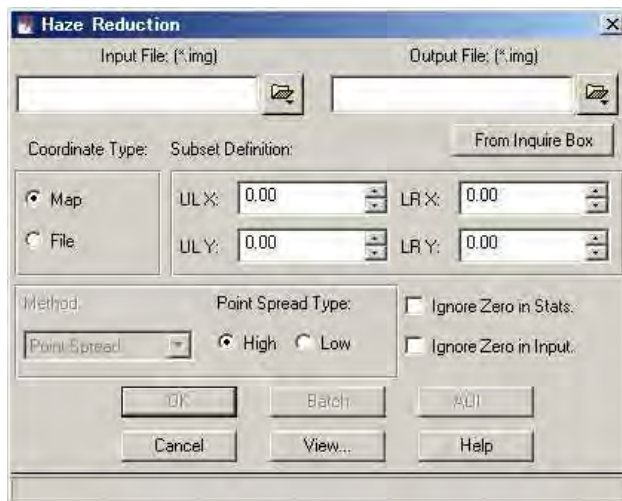 Haze Reduction
Input File: (*.img) Output File: (*.img)
From Inquire Box
Coordinate Type: Subset Definition:
Map ULX: 0.00 LRX: 0.00
File ULY: 0.00 LRY: 0.00
Method: Point Spread Type: Ignore Zero in Stats.
Point Spread High Low Ignore Zero in Input.
OK Batch AOI
Cancel View... Help